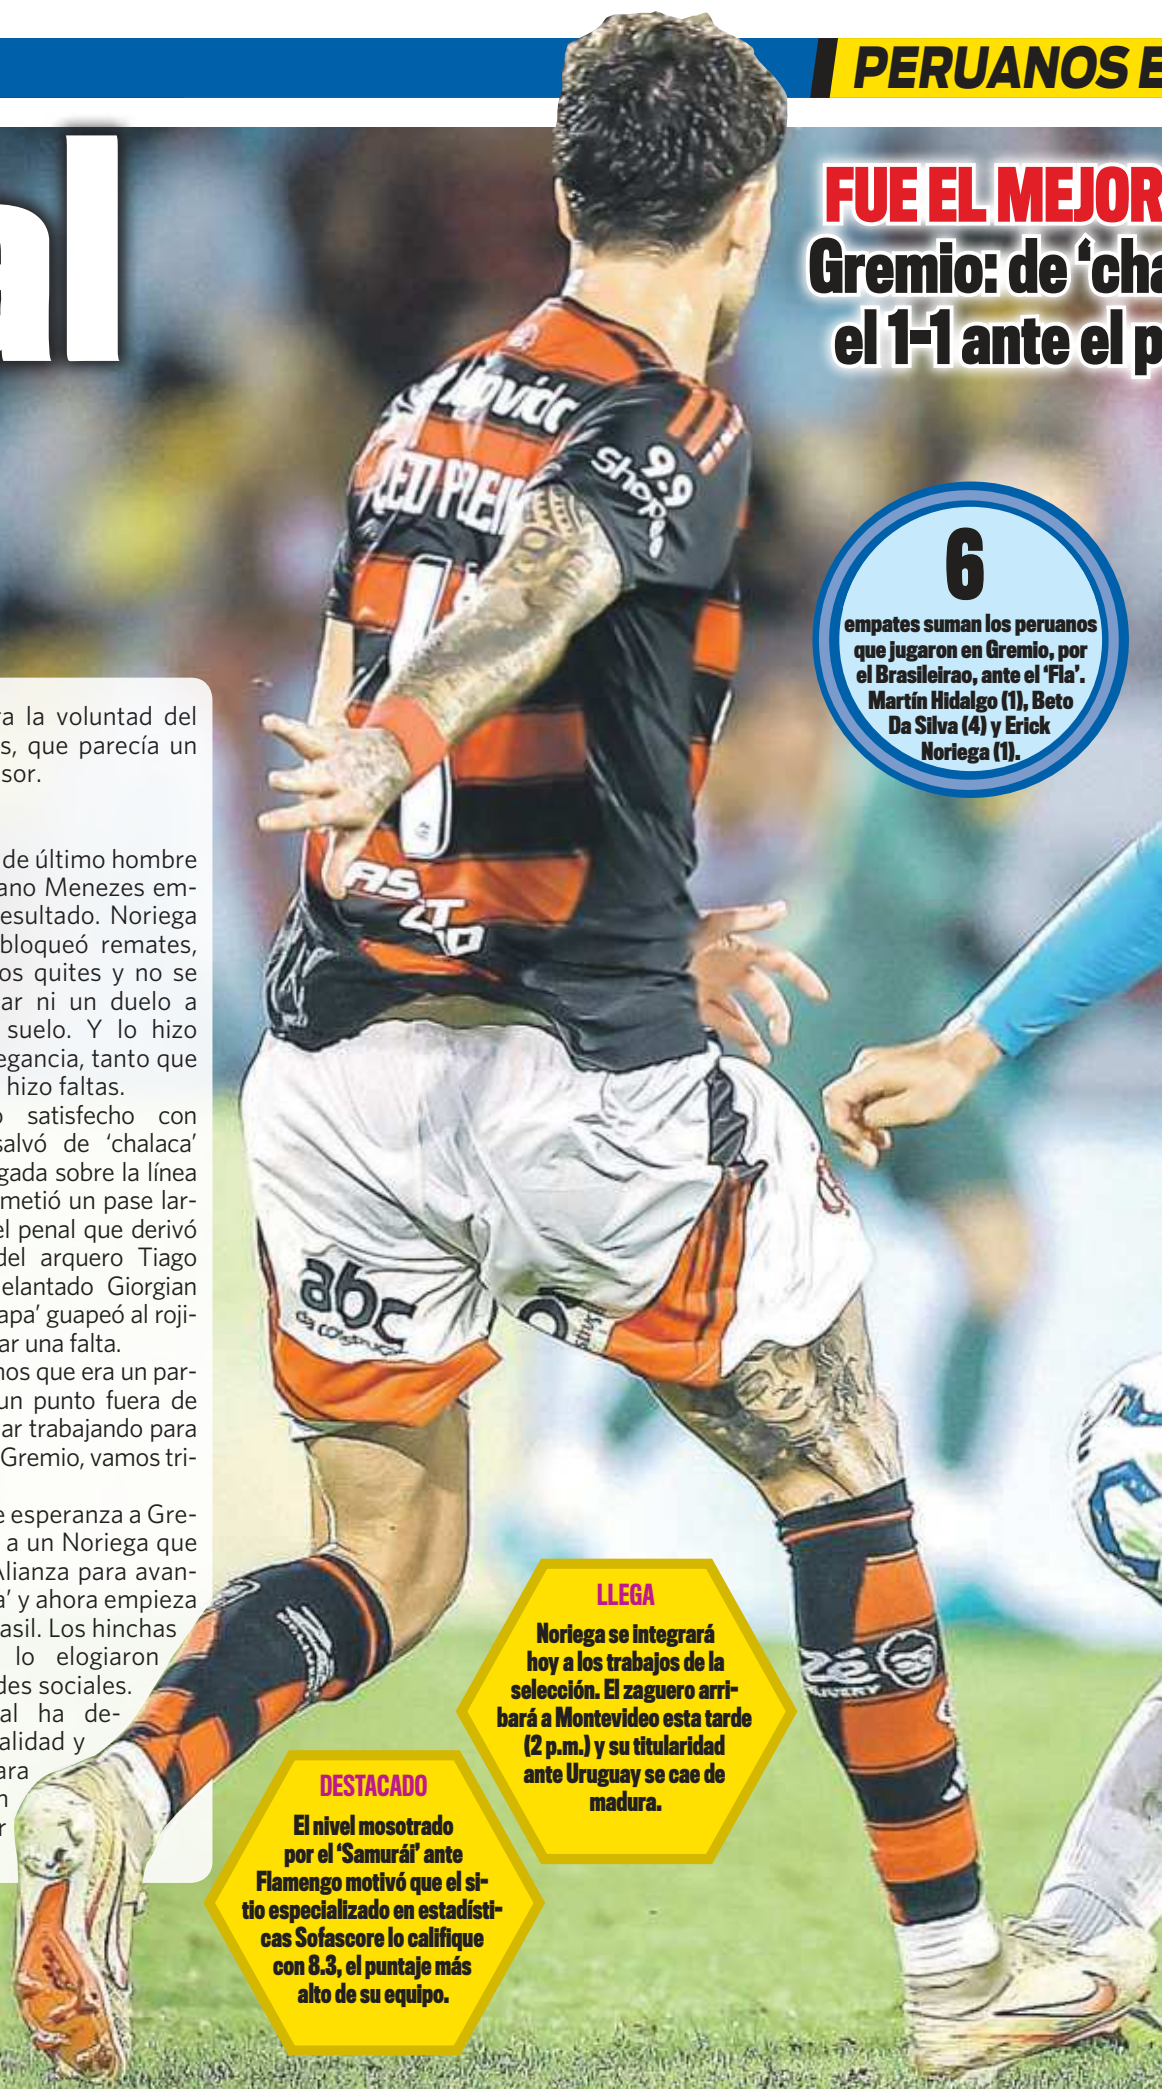 PERUANOS E
al
FUE EL MEJOR
Gremio: de ‘cha
el 1-1 ante el p
6
empates suman los peruanos
que jugaron en Gremio, por
el Brasileirao, ante el ‘Fla’.
Martín Hidalgo (1), Beto
Da Silva (4) y Erick
Noriega (1).
a la voluntad del
s, que parecía un
sor.
de último hombre
ano Menezes em-
esultado. Noriega
bloqueó remates,
os quites y no se
ar ni un duelo a
suelo. Y lo hizo
egancia, tanto que
hizo faltas.
o satisfecho con
salvó de ‘chalaca’
gada sobre la línea
metió un pase lar-
el penal que derivó
del arquero Tiago
elantado Giorgian
apa’ guapeó al roji-
ar una falta.
nos que era un par-
un punto fuera de
ar trabajando para
Gremio, vamos tri-
e esperanza a Gre-
a un Noriega que
Alianza para avan-
a’ y ahora empieza
asil. Los hinchas
lo elogiaron
des sociales.
al ha de-
alidad y
ara
n
r
LLEGA
Noriega se integrará
hoy a los trabajos de la
selección. El zaguero arri-
bará a Montevideo esta tarde
(2 p.m.) y su titularidad
ante Uruguay se cae de
madura.
DESTACADO
El nivel mosotrado
por el ‘Samurái’ ante
Flamengo motivó que el si-
tio especializado en estadísti-
cas Sofascore lo califique
con 8.3, el puntaje más
alto de su equipo.
9.9
Shope
abc